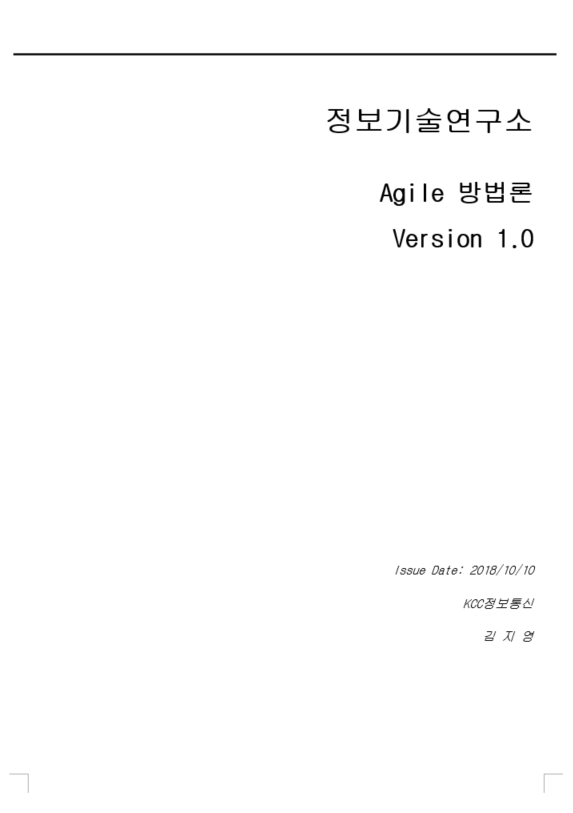 정보기술연구소
Agile 방법론
Version 1.0
Issue Date: 2018/10/10
KCC정보통신
김 지 영